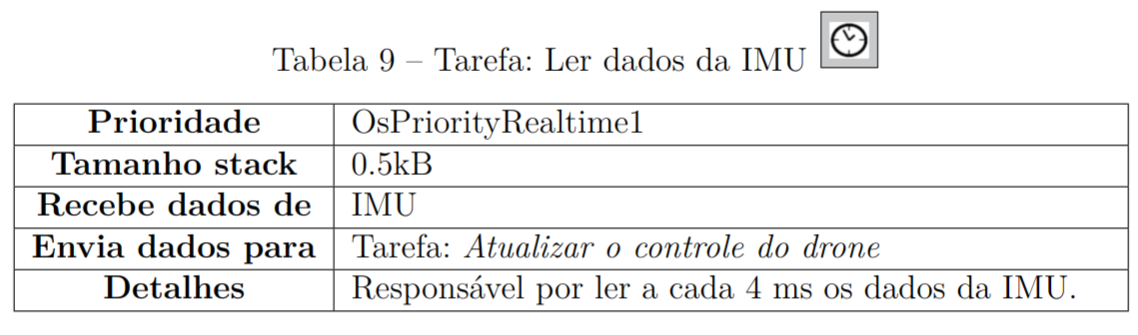 Tabela 9 – Tarefa: Ler dados da IMU
Prioridade OsPriorityRealtime1
Tamanho stack 0.5kB
Recebe dados de IMU
Envia dados para Tarefa: Atualizar o controle do drone
Detalhes Responsável por ler a cada 4 ms os dados da IMU.